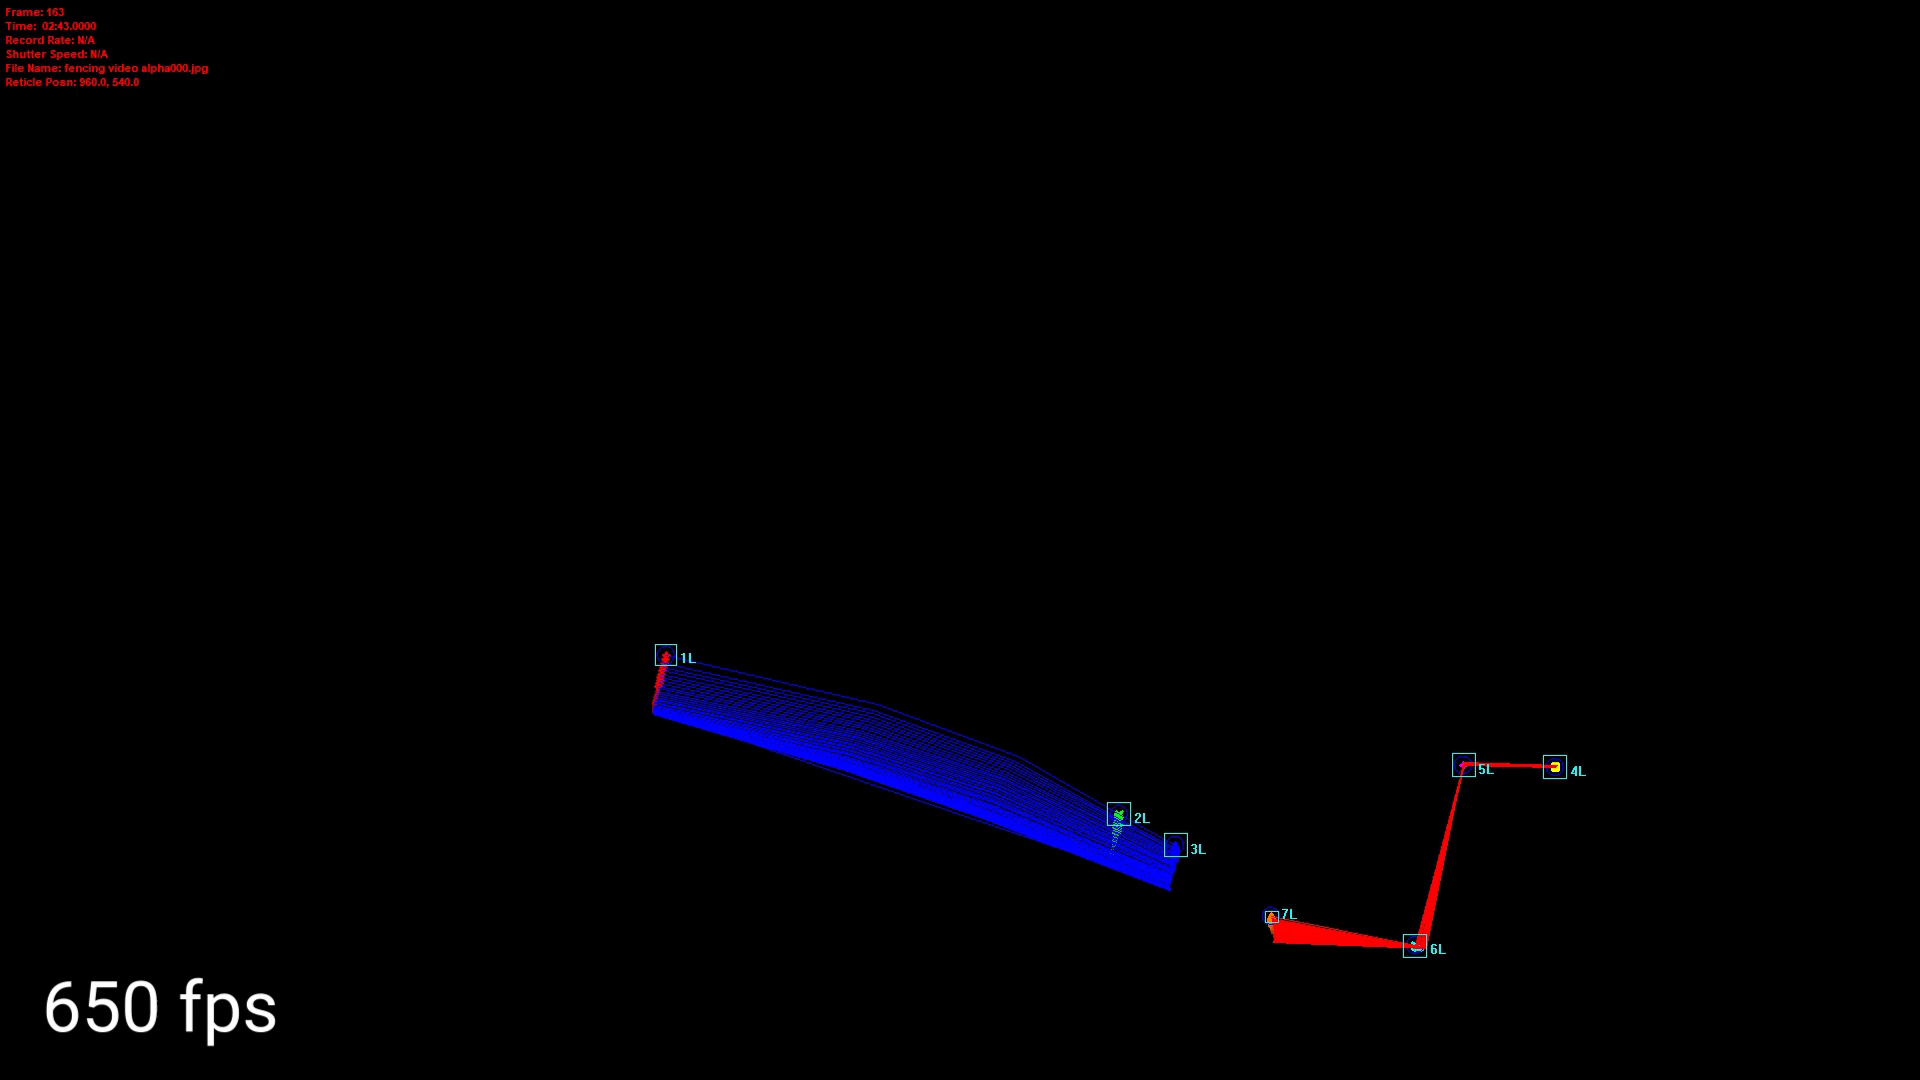 Frame: 163
Time: 02:43.0000
Record Rate: N/A
Shutter Speed: N/A
File Name: fencing video alpha000.jpg
Reticle Posn: 960.0, 540.0
1L
5L
4L
2L
3L
7L
6L
650 fps